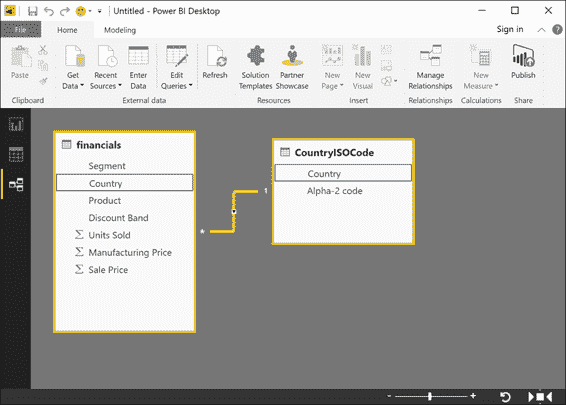 Untitled - Power BI Desktop
File Home Modeling Sign in
Paste
Get Data
Recent Sources
Enter Data
Edit Queries
Refresh
Solution Templates
Partner Showcase
New Page
New Visual
Manage Relationships
New Measure
Publish
Clipboard External data Resources Insert Relationships Calculations Share
financials
Segment
Country
Product
Discount Band
Σ Units Sold
Σ Manufacturing Price
Σ Sale Price
* 1
CountryISOCode
Country
Alpha-2 code
- +